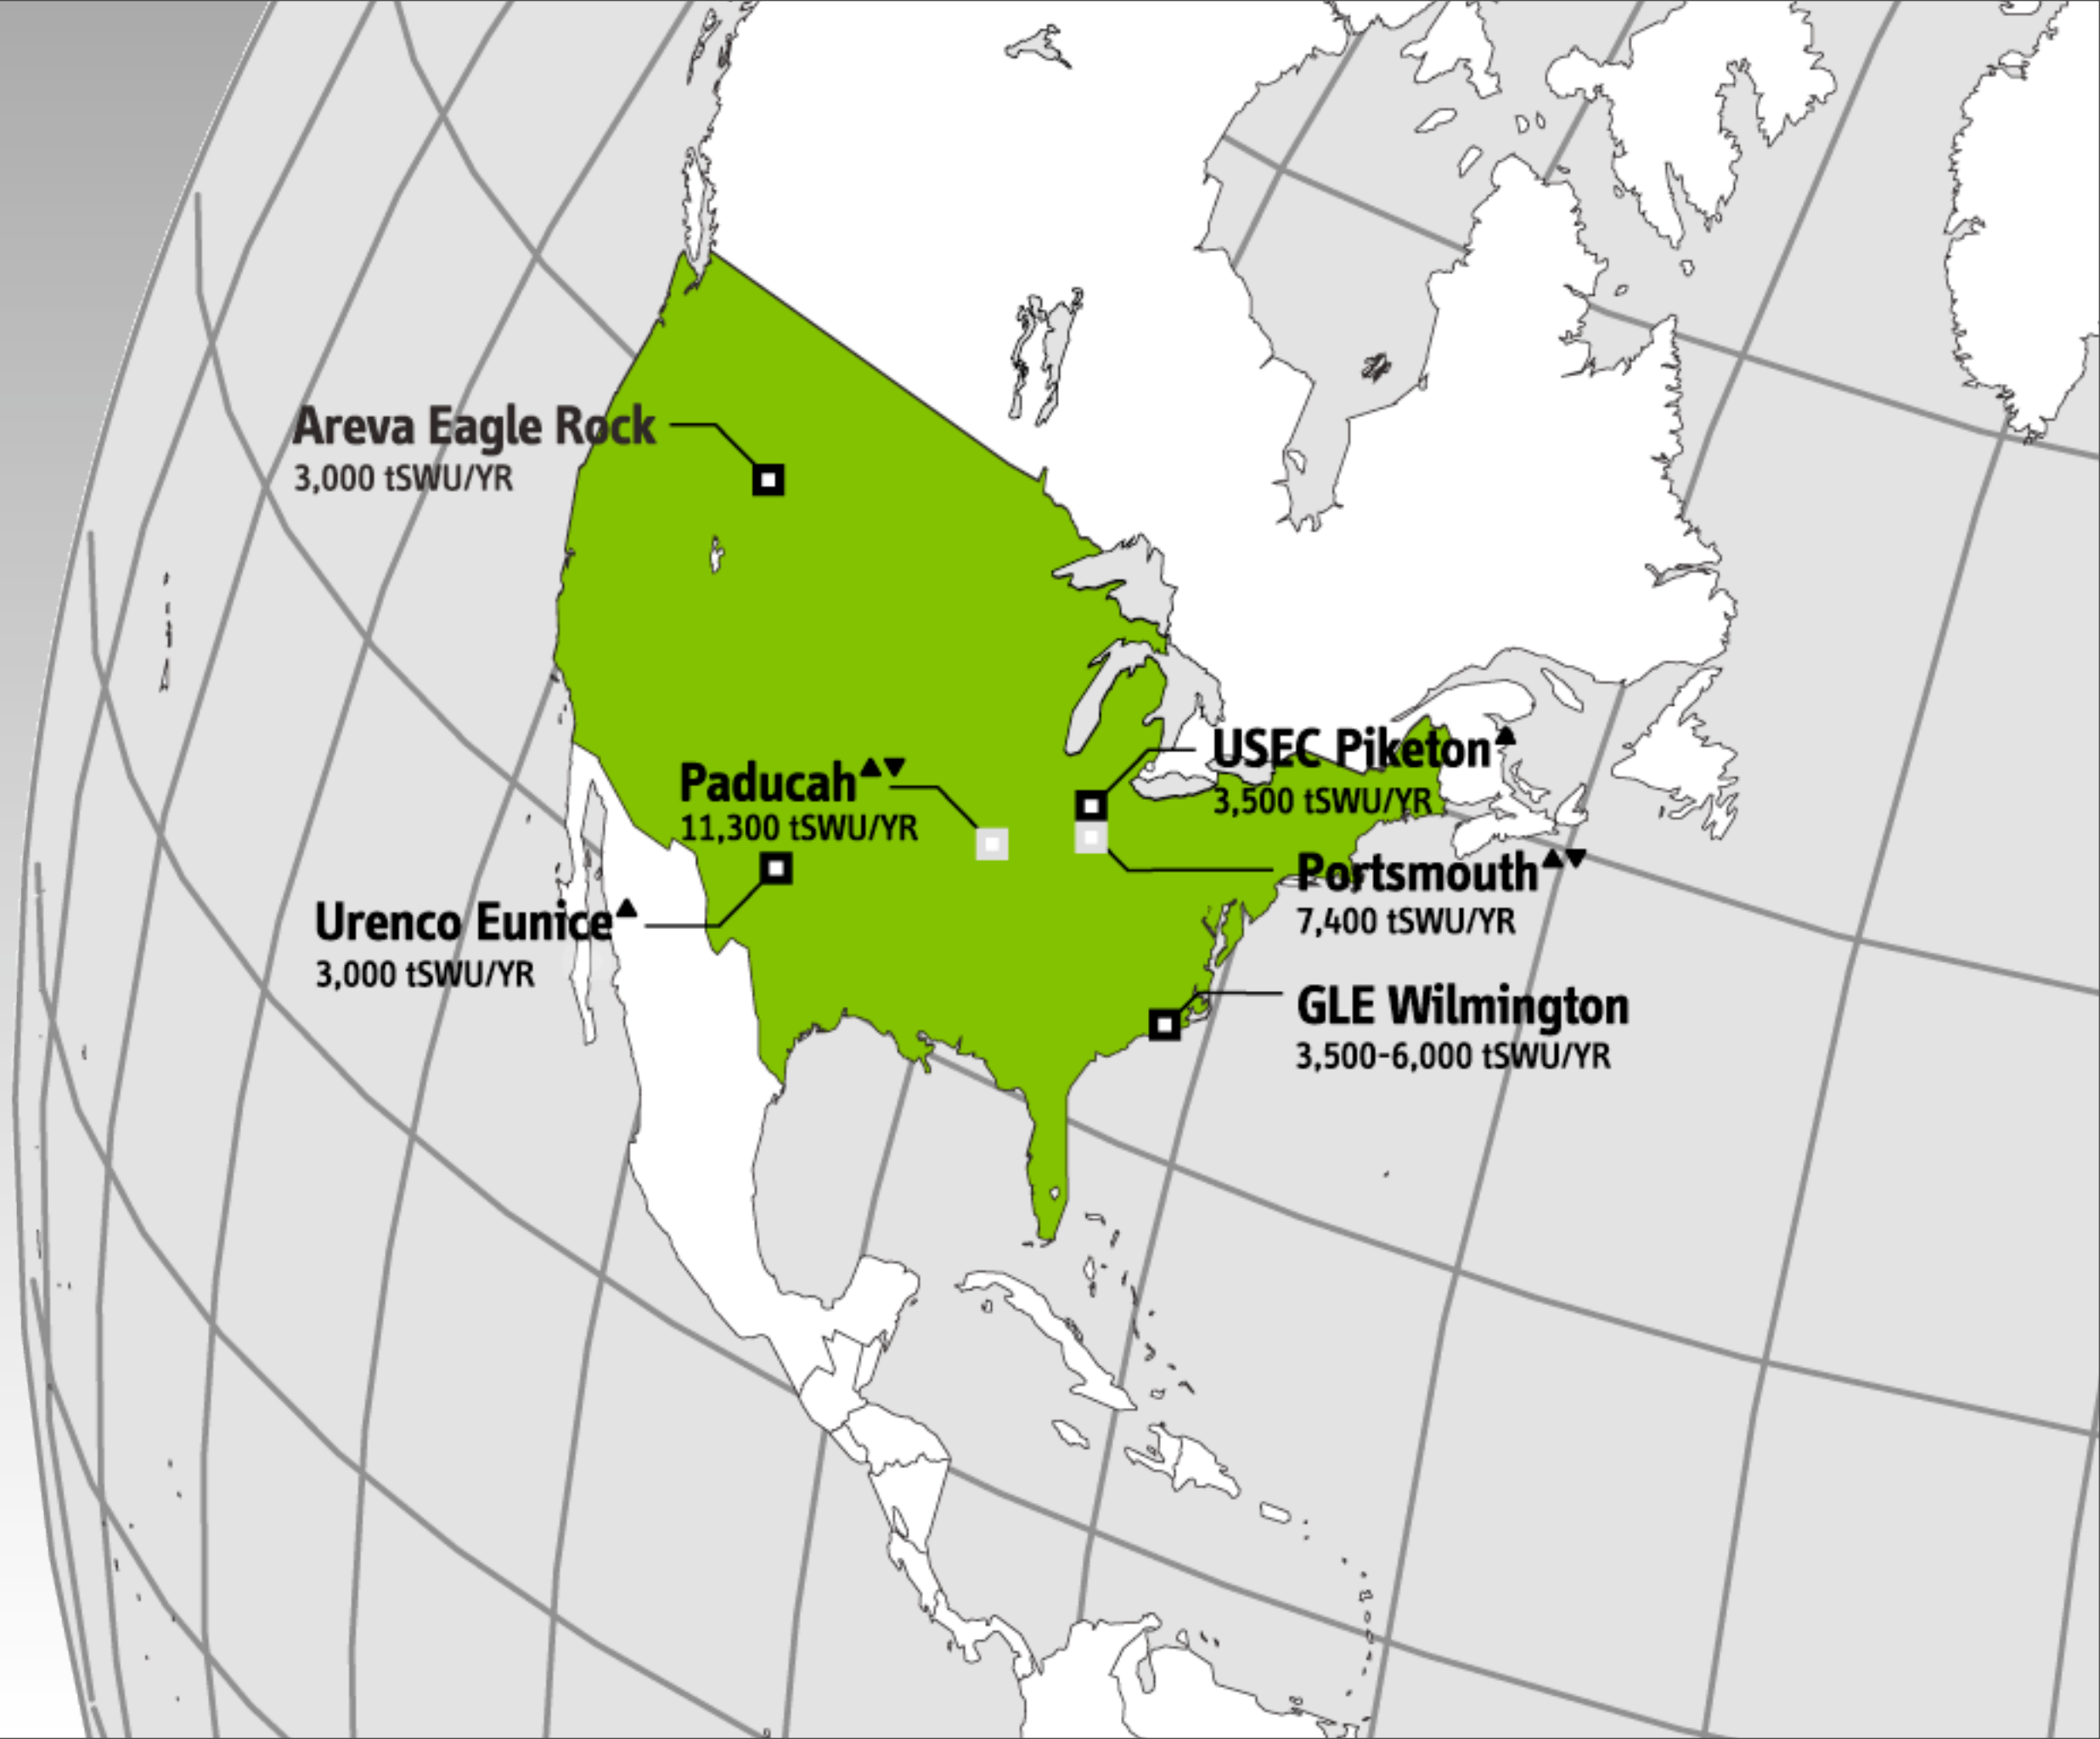 Areva Eagle Rock
3,000 tSWU/YR
USEC Piketon▲
3,500 tSWU/YR
Paducah▲▼
11,300 tSWU/YR
Portsmouth▲▼
7,400 tSWU/YR
Urenco Eunice▲
3,000 tSWU/YR
GLE Wilmington
3,500-6,000 tSWU/YR